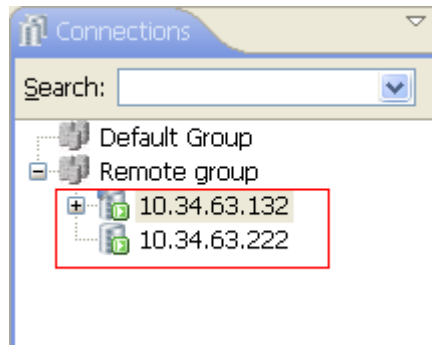 Connections
Search:
Default Group
Remote group
10.34.63.132
10.34.63.222